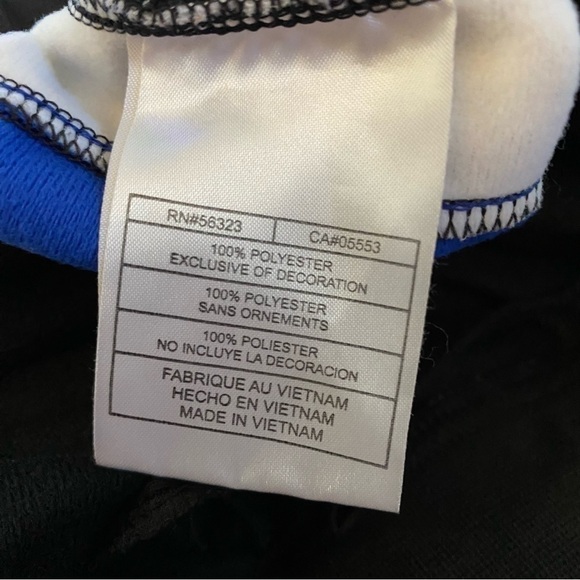 RN#56323 CA#05553
100% POLYESTER
EXCLUSIVE OF DECORATION
100% POLYESTER
SANS ORNEMENTS
100% POLIESTER
NO INCLUYE LA DECORACION
FABRIQUE AU VIETNAM
HECHO EN VIETNAM
MADE IN VIETNAM